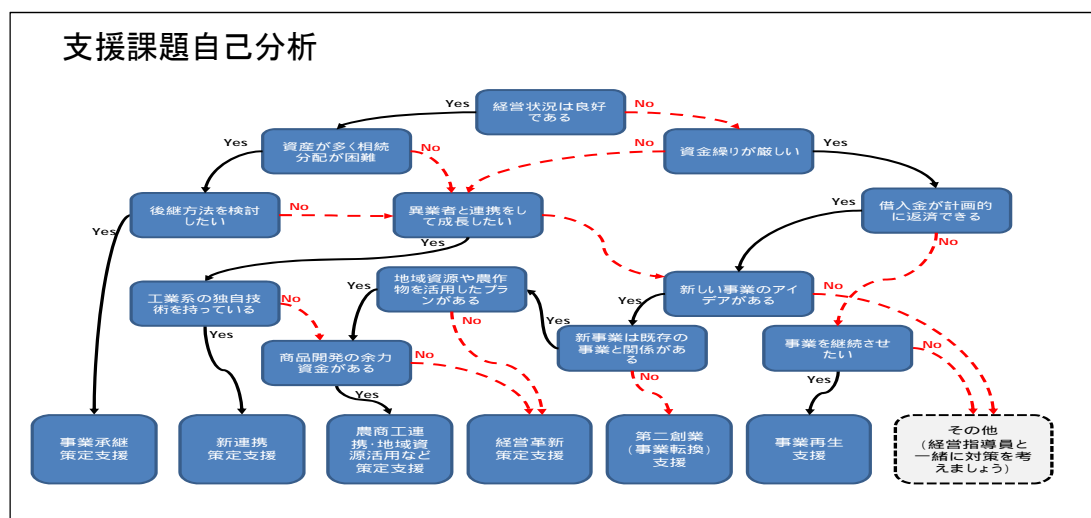 支援課題自己分析
経営状況は良好
である
Yes
No
資産が多く相続
分配が困難
Yes
No
資金繰りが厳しい
No
Yes
後継方法を検討
したい
Yes
No
異業者と連携をし
て成長したい
Yes
借入金が計画的
に返済できる
Yes
No
工業系の独自技
術を持っている
No
Yes
地域資源や農作
物を活用したプラ
ンがある
Yes
No
新しい事業のアイ
デアがある
Yes
No
商品開発の余力
資金がある
No
Yes
新事業は既存の
事業と関係があ
る
Yes
No
事業を継続させ
たい
No
Yes
事業承継
策定支援
新連携
策定支援
農商工連
携・地域資
源活用など
策定支援
経営革新
策定支援
第二創業
(事業転換)
支援
事業再生
支援
その他
(経営指導員と
一緒に対策を考
えましょう)